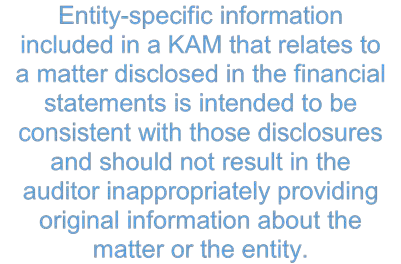 Entity-specific information
included in a KAM that relates to
a matter disclosed in the financial
statements is intended to be
consistent with those disclosures
and should not result in the
auditor inappropriately providing
original information about the
matter or the entity.